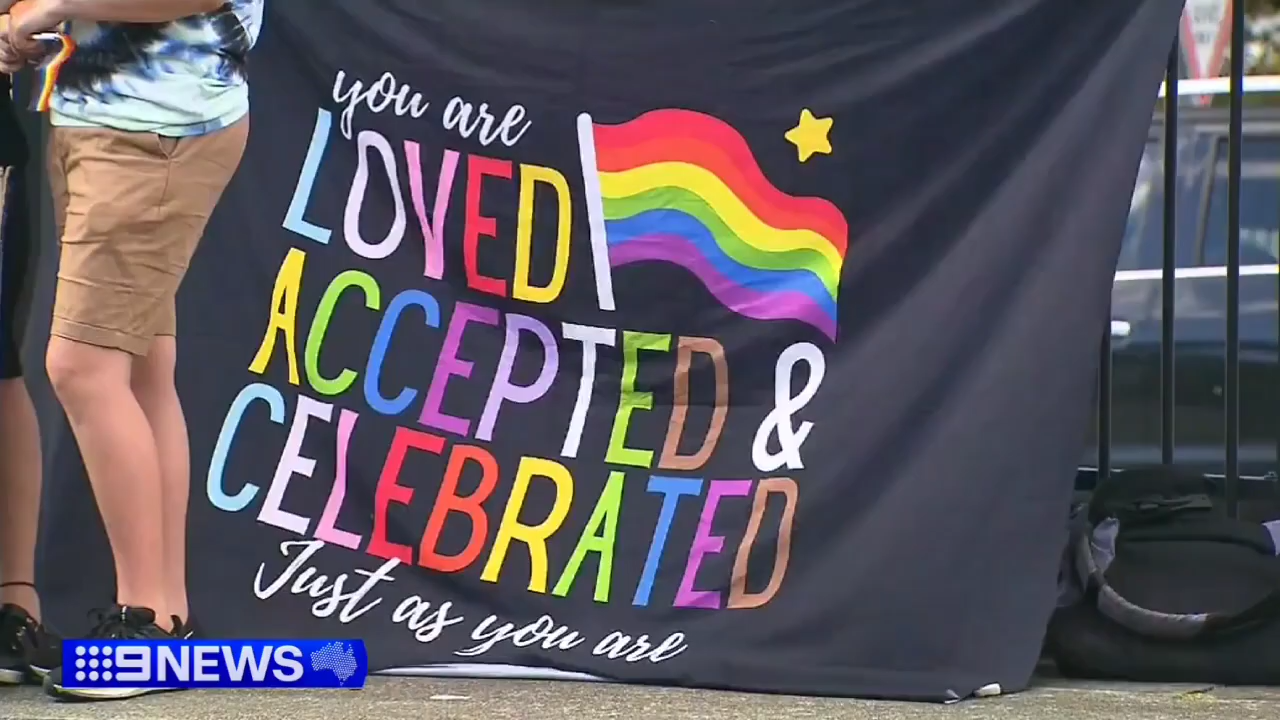 you are
LOVED
ACCEPTED &
CELEBRATED
Just as you are
9NEWS